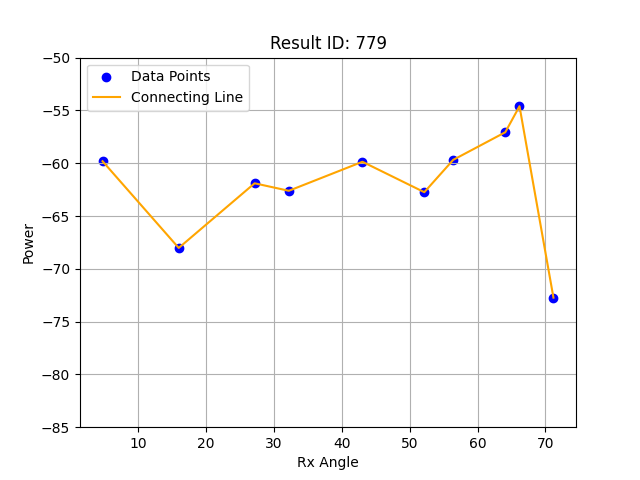 Result ID: 779
Data Points
Connecting Line
−50
−55
−60
−65
−70
−75
−80
−85
Power
10 20 30 40 50 60 70
Rx Angle